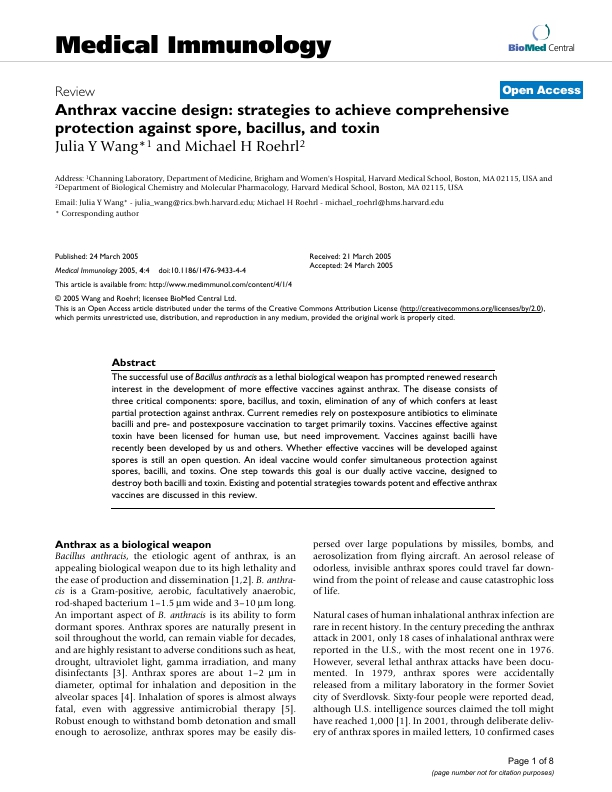 Medical Immunology
BioMed Central
Review
Open Access
Anthrax vaccine design: strategies to achieve comprehensive
protection against spore, bacillus, and toxin
Julia Y Wang*1 and Michael H Roehrl2
Address: 1Channing Laboratory, Department of Medicine, Brigham and Women's Hospital, Harvard Medical School, Boston, MA 02115, USA and
2Department of Biological Chemistry and Molecular Pharmacology, Harvard Medical School, Boston, MA 02115, USA
Email: Julia Y Wang* - julia_wang@rics.bwh.harvard.edu; Michael H Roehrl - michael_roehrl@hms.harvard.edu
* Corresponding author
Published: 24 March 2005
Medical Immunology 2005, 4:4 doi:10.1186/1476-9433-4-4
Received: 21 March 2005
Accepted: 24 March 2005
This article is available from: http://www.medimmunol.com/content/4/1/4
© 2005 Wang and Roehrl; licensee BioMed Central Ltd.
This is an Open Access article distributed under the terms of the Creative Commons Attribution License (http://creativecommons.org/licenses/by/2.0),
which permits unrestricted use, distribution, and reproduction in any medium, provided the original work is properly cited.
Abstract
The successful use of Bacillus anthracis as a lethal biological weapon has prompted renewed research
interest in the development of more effective vaccines against anthrax. The disease consists of
three critical components: spore, bacillus, and toxin, elimination of any of which confers at least
partial protection against anthrax. Current remedies rely on postexposure antibiotics to eliminate
bacilli and pre- and postexposure vaccination to target primarily toxins. Vaccines effective against
toxin have been licensed for human use, but need improvement. Vaccines against bacilli have
recently been developed by us and others. Whether effective vaccines will be developed against
spores is still an open question. An ideal vaccine would confer simultaneous protection against
spores, bacilli, and toxins. One step towards this goal is our dually active vaccine, designed to
destroy both bacilli and toxin. Existing and potential strategies towards potent and effective anthrax
vaccines are discussed in this review.
Anthrax as a biological weapon
Bacillus anthracis, the etiologic agent of anthrax, is an
appealing biological weapon due to its high lethality and
the ease of production and dissemination [1,2]. B. anthra-
cis is a Gram-positive, aerobic, facultatively anaerobic,
rod-shaped bacterium 1–1.5 μm wide and 3–10 μm long.
An important aspect of B. anthracis is its ability to form
dormant spores. Anthrax spores are naturally present in
soil throughout the world, can remain viable for decades,
and are highly resistant to adverse conditions such as heat,
drought, ultraviolet light, gamma irradiation, and many
disinfectants [3]. Anthrax spores are about 1–2 μm in
diameter, optimal for inhalation and deposition in the
alveolar spaces [4]. Inhalation of spores is almost always
fatal, even with aggressive antimicrobial therapy [5].
Robust enough to withstand bomb detonation and small
enough to aerosolize, anthrax spores may be easily dis-
persed over large populations by missiles, bombs, and
aerosolization from flying aircraft. An aerosol release of
odorless, invisible anthrax spores could travel far down-
wind from the point of release and cause catastrophic loss
of life.
Natural cases of human inhalational anthrax infection are
rare in recent history. In the century preceding the anthrax
attack in 2001, only 18 cases of inhalational anthrax were
reported in the U.S., with the most recent one in 1976.
However, several lethal anthrax attacks have been docu-
mented. In 1979, anthrax spores were accidentally
released from a military laboratory in the former Soviet
city of Sverdlovsk. Sixty-four people were reported dead,
although U.S. intelligence sources claimed the toll might
have reached 1,000 [1]. In 2001, through deliberate deliv-
ery of anthrax spores in mailed letters, 10 confirmed cases
Page 1 of 8
(page number not for citation purposes)